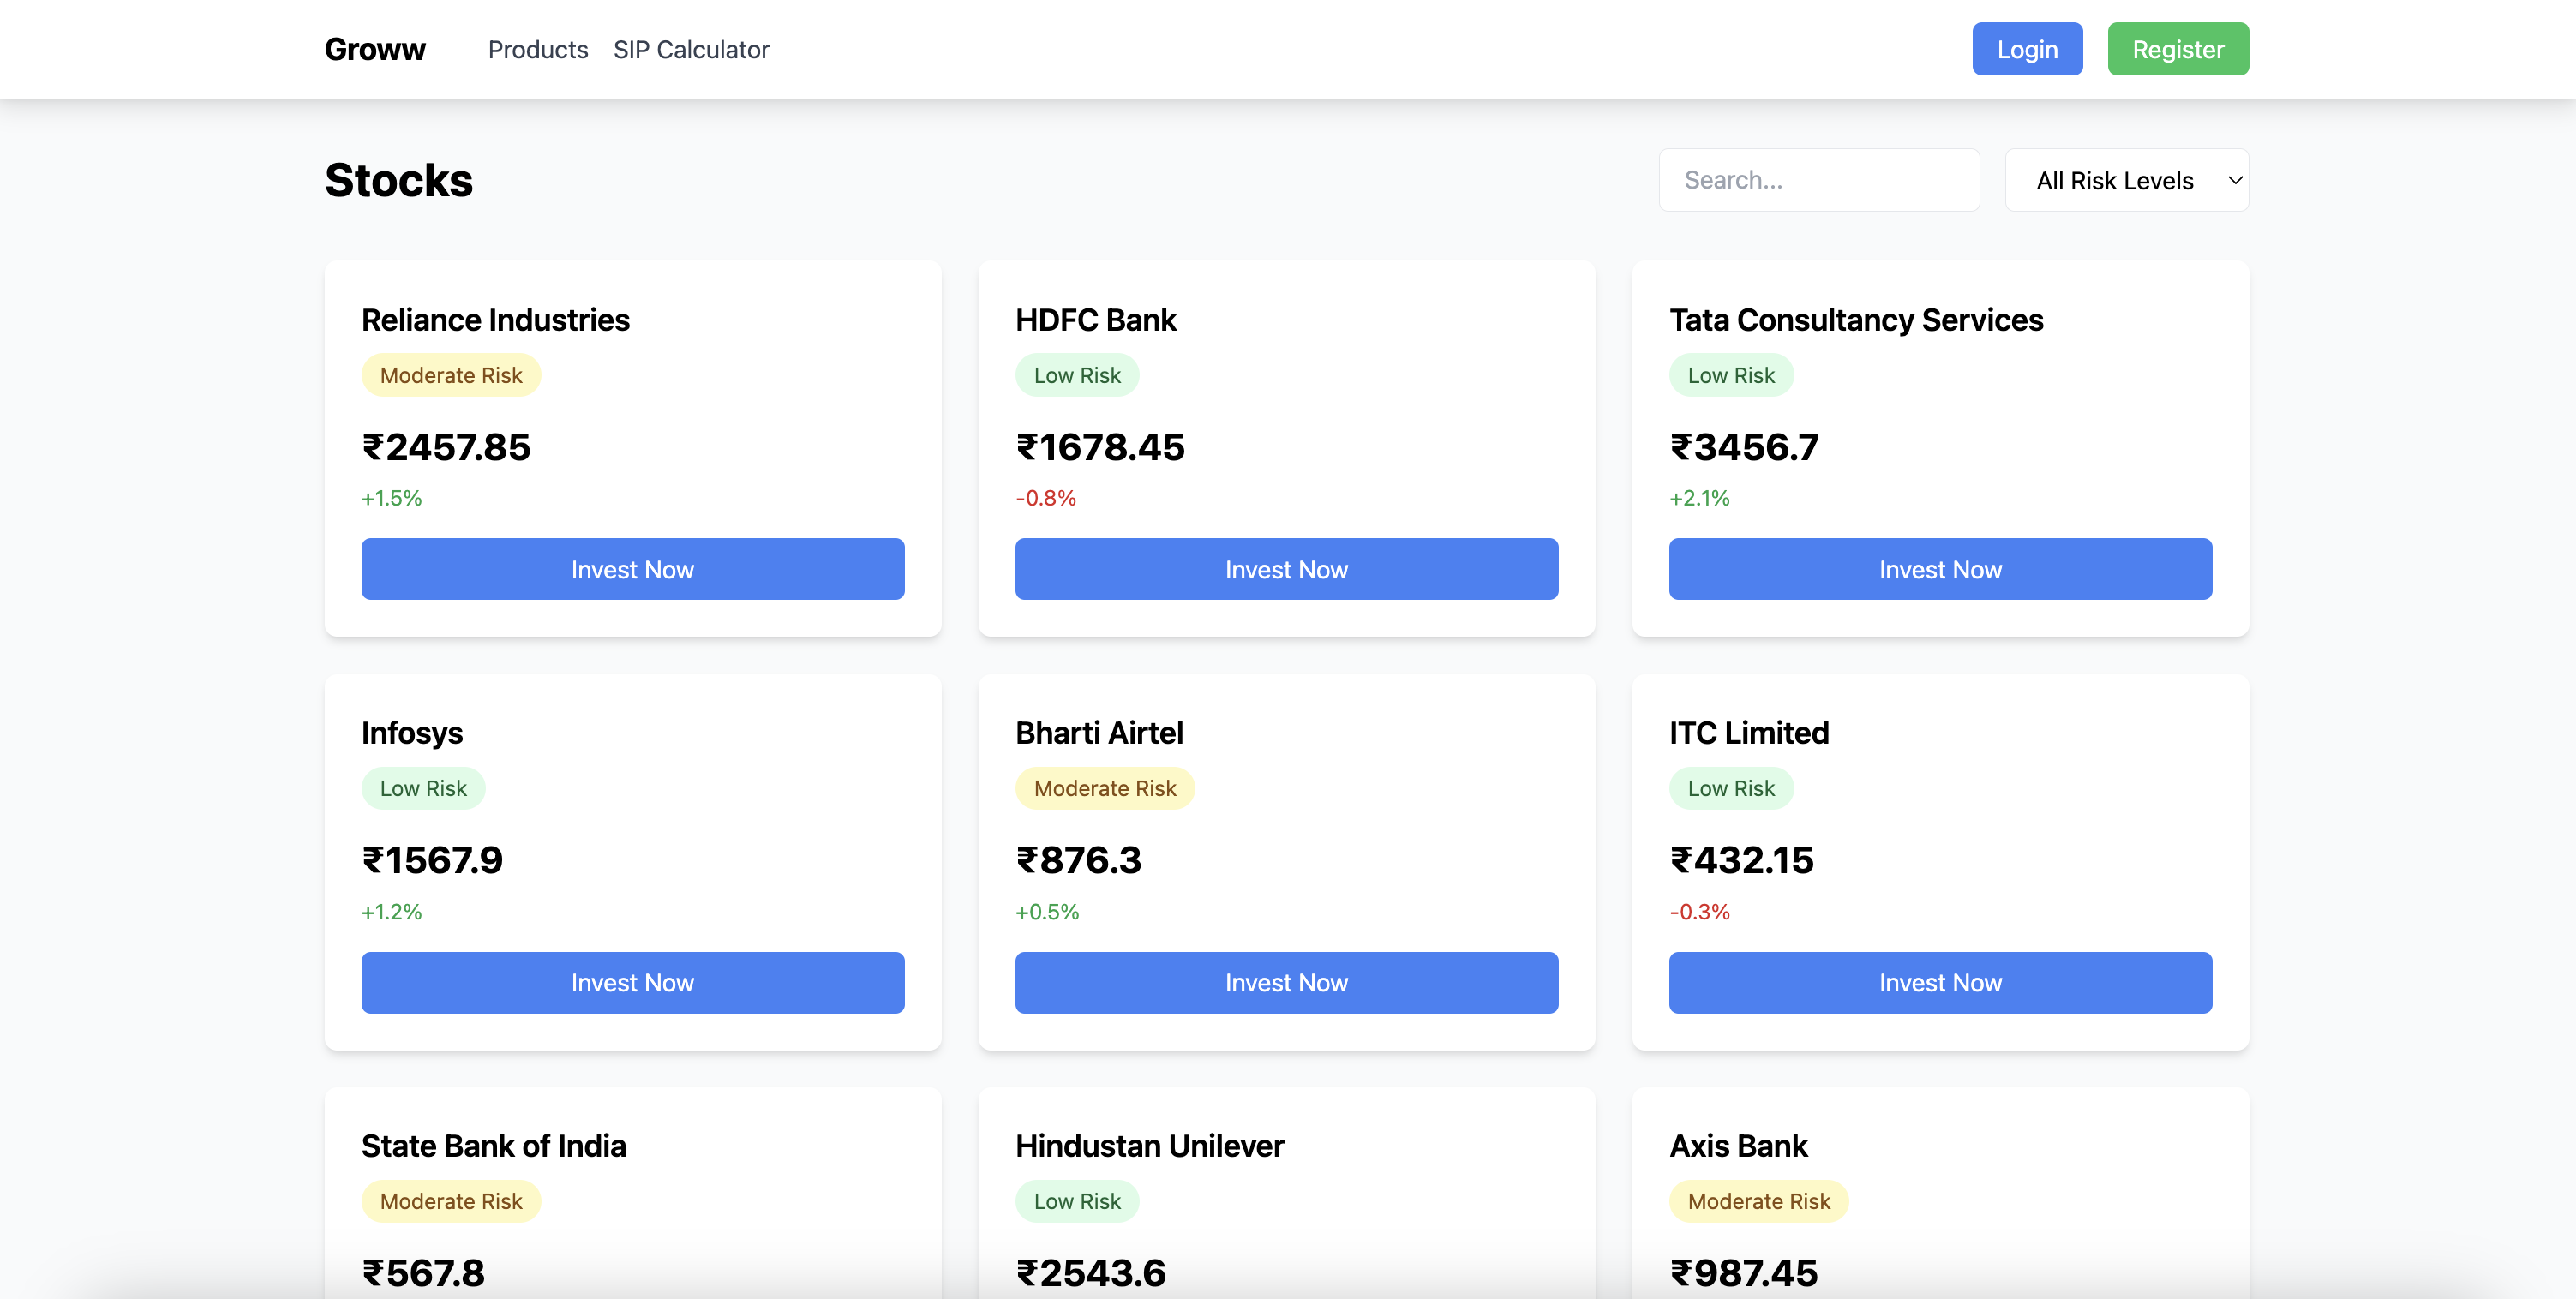 Groww Products SIP Calculator Login Register
Stocks Search... All Risk Levels
Reliance Industries
Moderate Risk
₹2457.85
+1.5%
Invest Now
HDFC Bank
Low Risk
₹1678.45
-0.8%
Invest Now
Tata Consultancy Services
Low Risk
₹3456.7
+2.1%
Invest Now
Infosys
Low Risk
₹1567.9
+1.2%
Invest Now
Bharti Airtel
Moderate Risk
₹876.3
+0.5%
Invest Now
ITC Limited
Low Risk
₹432.15
-0.3%
Invest Now
State Bank of India
Moderate Risk
₹567.8
Hindustan Unilever
Low Risk
₹2543.6
Axis Bank
Moderate Risk
₹987.45